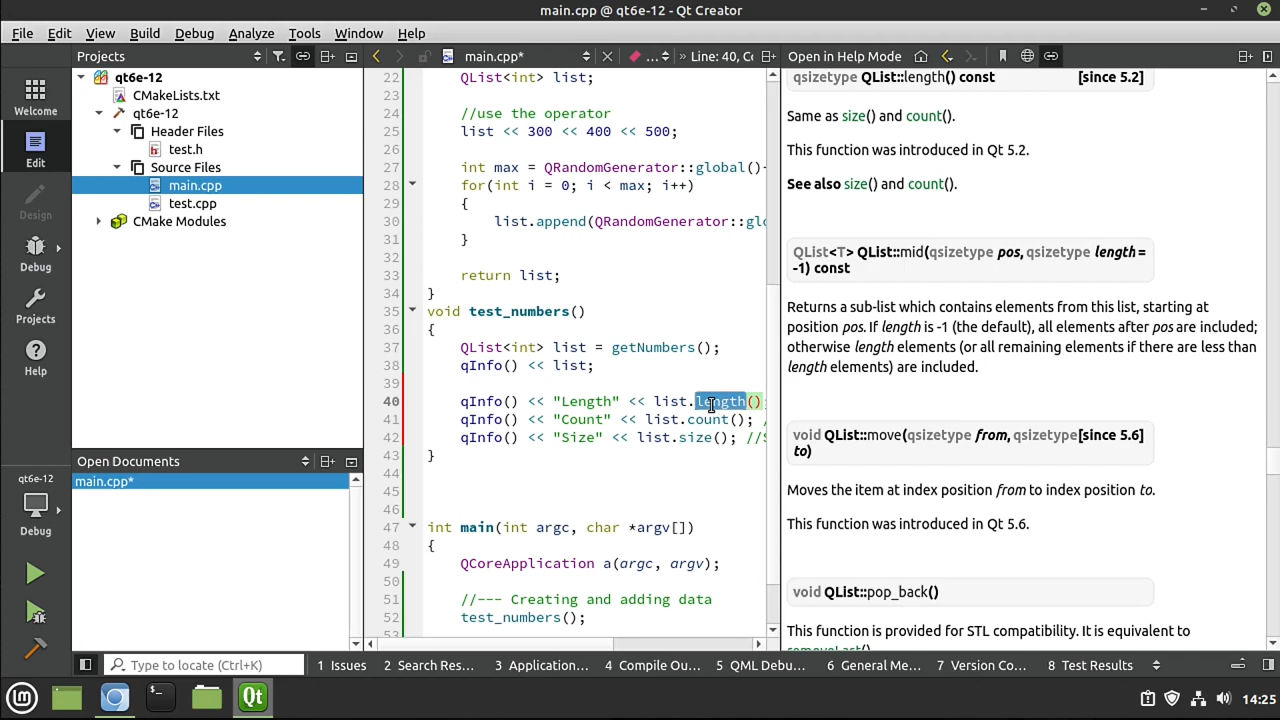 main.cpp @ qt6e-12 - Qt Creator
File Edit View Build Debug Analyze Tools Window Help
Projects
main.cpp*
» Line: 40, Cc
Open in Help Mode
Welcome
Edit
Design
Debug
Projects
Help
qt6e-12
Debug
qt6e-12
CMakeLists.txt
qt6e-12
Header Files
test.h
Source Files
main.cpp
test.cpp
CMake Modules
Open Documents
main.cpp*
22 QList<int> list;
23
24 //use the operator
25 list << 300 << 400 << 500;
26
27 int max = QRandomGenerator::global()-
28 for(int i = 0; i < max; i++)
29 {
30 list.append(QRandomGenerator::glo
31 }
32
33 return list;
34 }
35 void test_numbers()
36 {
37 QList<int> list = getNumbers();
38 qInfo() << list;
39
40 qInfo() << "Length" << list.length();
41 qInfo() << "Count" << list.count(); /
42 qInfo() << "Size" << list.size(); //S
43 }
44
45
46
47 int main(int argc, char *argv[])
48 {
49 QCoreApplication a(argc, argv);
50
51 //--- Creating and adding data
52 test_numbers();
53
qsizetype QList::length() const [since 5.2]
Same as size() and count().
This function was introduced in Qt 5.2.
See also size() and count().
QList<T> QList::mid(qsizetype pos, qsizetype length =
-1) const
Returns a sub-list which contains elements from this list, starting at
position pos. If length is -1 (the default), all elements after pos are included;
otherwise length elements (or all remaining elements if there are less than
length elements) are included.
void QList::move(qsizetype from, qsizetype [since 5.6]
to)
Moves the item at index position from to index position to.
This function was introduced in Qt 5.6.
void QList::pop_back()
This function is provided for STL compatibility. It is equivalent to
removeLast().
Type to locate (Ctrl+K)
1 Issues 2 Search Res... 3 Application... 4 Compile Ou... 5 QML Debu... 6 General Me... 7 Version Co... 8 Test Results
Qt
14:25